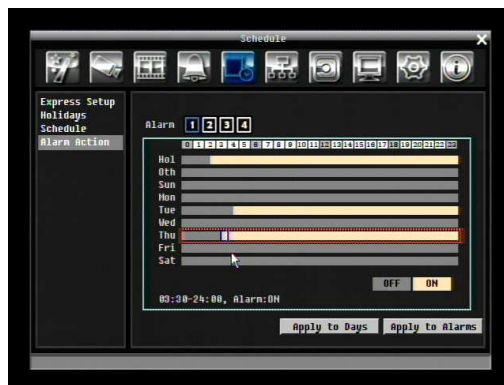 Schedule
X
Express Setup
Holidays
Schedule
Alarm Action
Alarm 1 2 3 4
0 1 2 3 4 5 6 7 8 9 10 11 12 13 14 15 16 17 18 19 20 21 22 23
Hol
Oth
Sun
Mon
Tue
Wed
Thu
Fri
Sat
OFF ON
03:30-24:00, Alarm:ON
Apply to Days Apply to Alarms